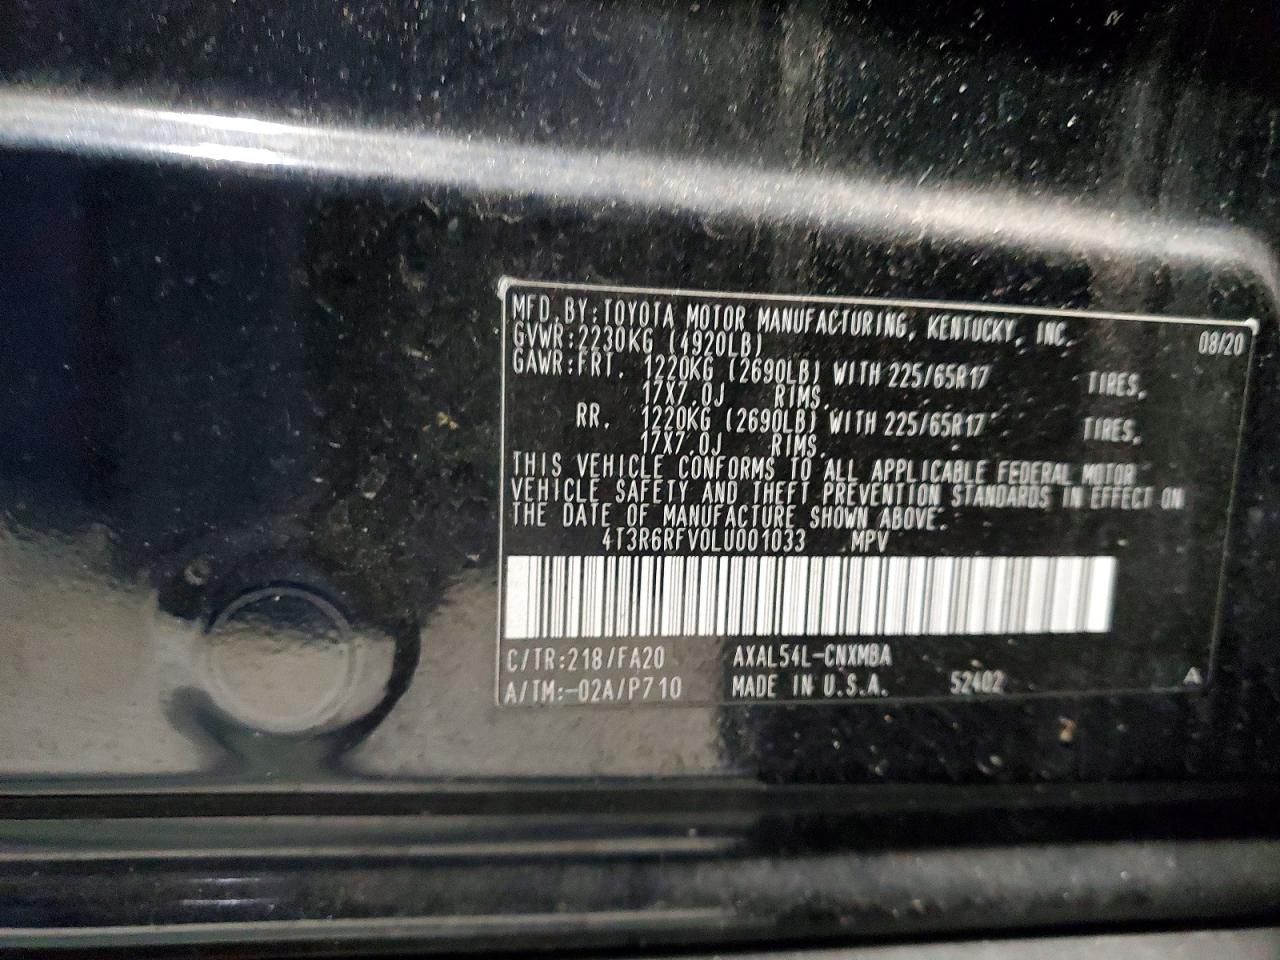 MFD. BY: TOYOTA MOTOR MANUFACTURING, KENTUCKY, INC. 08/20
GVWR: 2230KG (4920LB)
GAWR: FRT. 1220KG (2690LB) WITH 225/65R17 TIRES,
17X7.0J RIMS.
RR. 1220KG (2690LB) WITH 225/65R17 TIRES,
17X7.0J RIMS.
THIS VEHICLE CONFORMS TO ALL APPLICABLE FEDERAL MOTOR
VEHICLE SAFETY AND THEFT PREVENTION STANDARDS IN EFFECT ON
THE DATE OF MANUFACTURE SHOWN ABOVE.
4T3R6RFV0LU001033 MPV
C/TR:218/FA20 AXAL54L-CNXMBA
A/TM:-02A/P710 MADE IN U.S.A. 52402 A